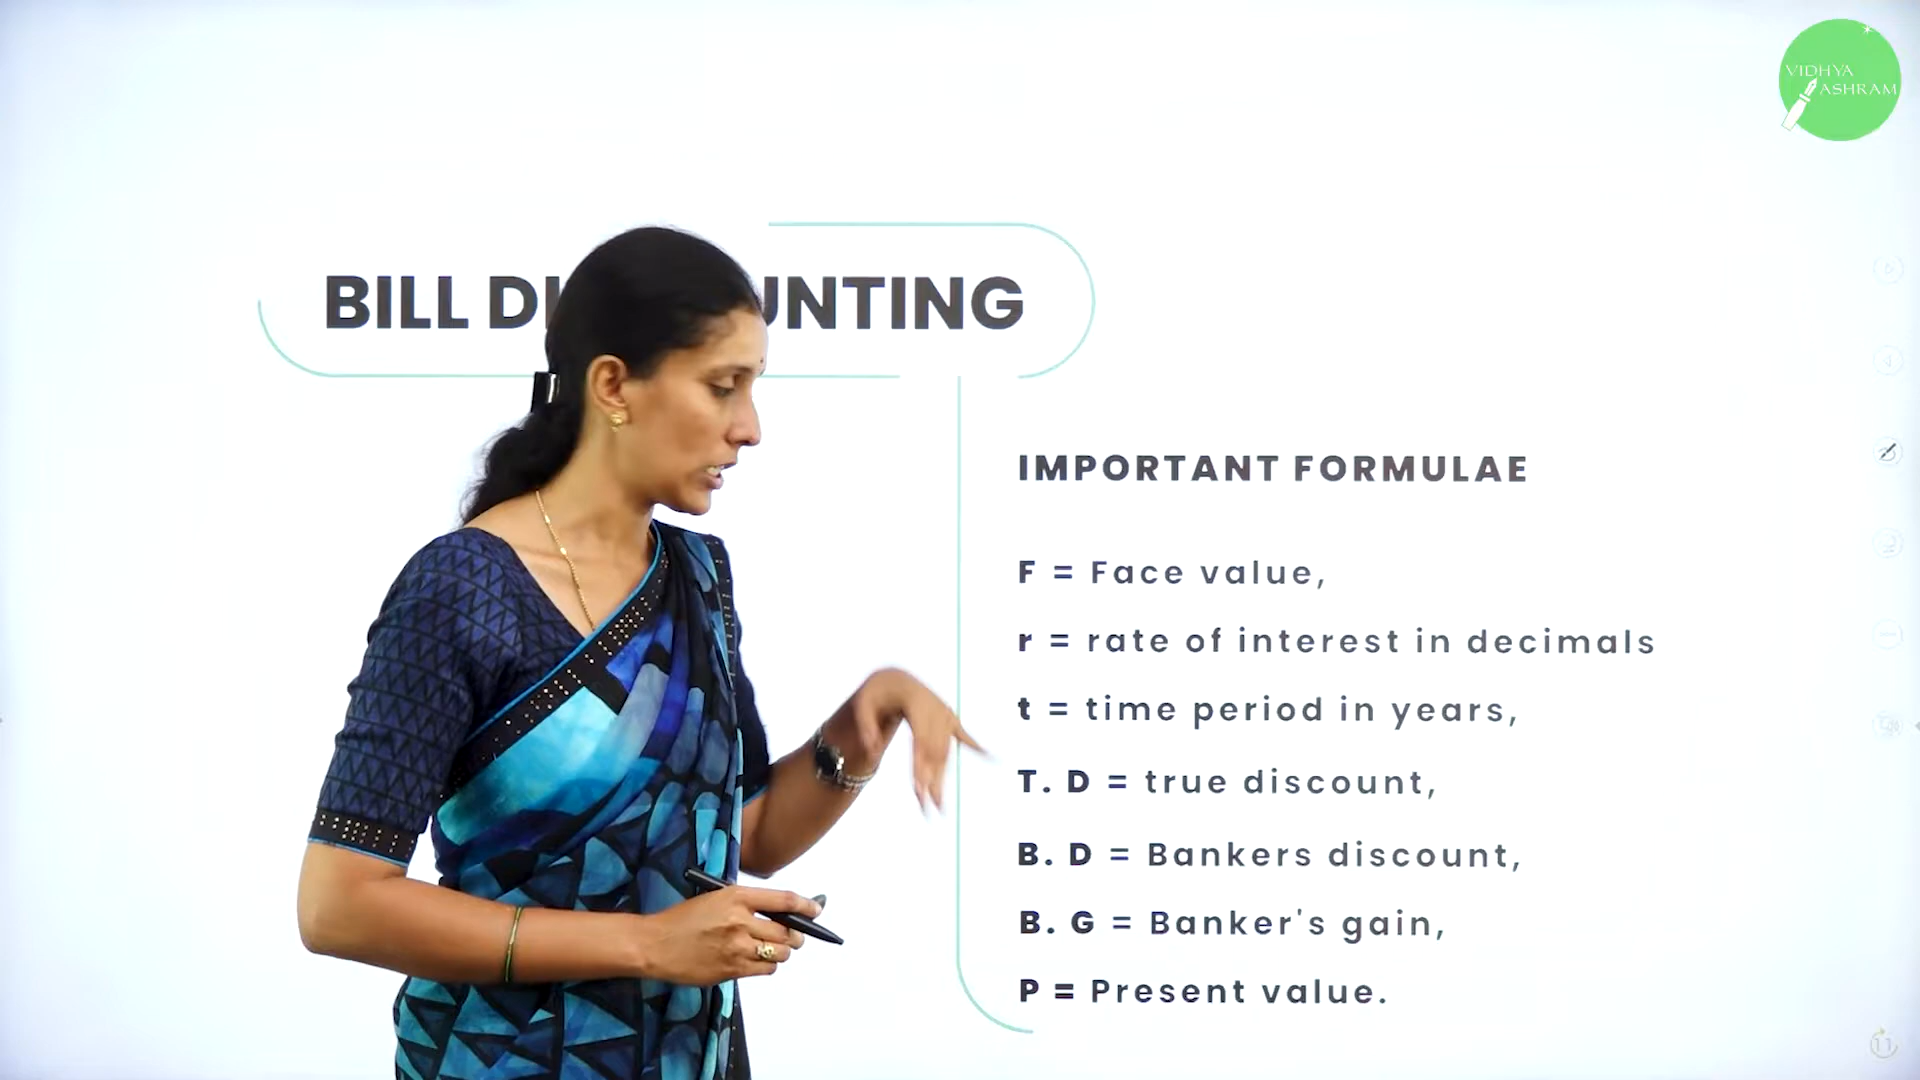 VIDHYA
ASHRAM
BILL DI UNTING
IMPORTANT FORMULAE
F = Face value,
r = rate of interest in decimals
t = time period in years,
T. D = true discount,
B. D = Bankers discount,
B. G = Banker's gain,
P = Present value.
11